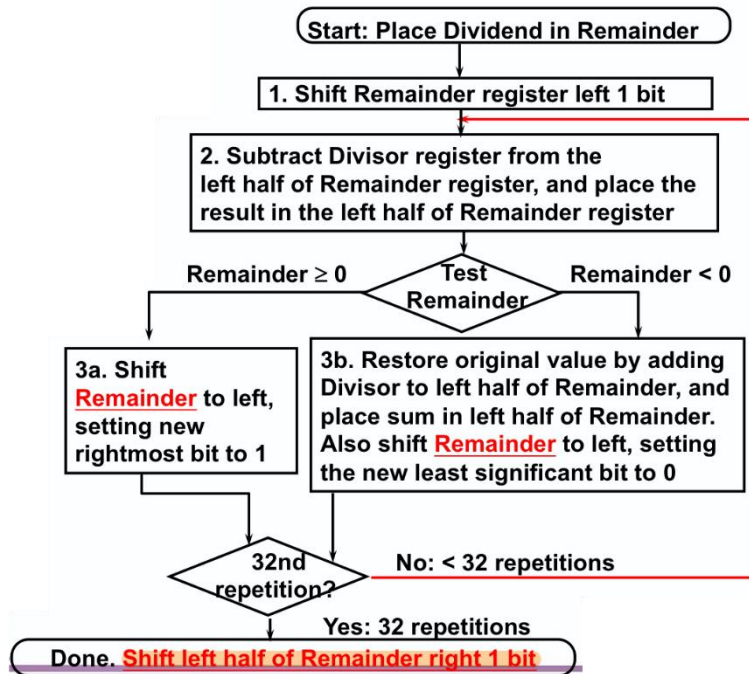 Start: Place Dividend in Remainder
1. Shift Remainder register left 1 bit
2. Subtract Divisor register from the
left half of Remainder register, and place the
result in the left half of Remainder register
Remainder ≥ 0
Test
Remainder
Remainder < 0
3a. Shift
Remainder to left,
setting new
rightmost bit to 1
3b. Restore original value by adding
Divisor to left half of Remainder, and
place sum in left half of Remainder.
Also shift Remainder to left, setting
the new least significant bit to 0
32nd
repetition?
No: < 32 repetitions
Yes: 32 repetitions
Done. Shift left half of Remainder right 1 bit